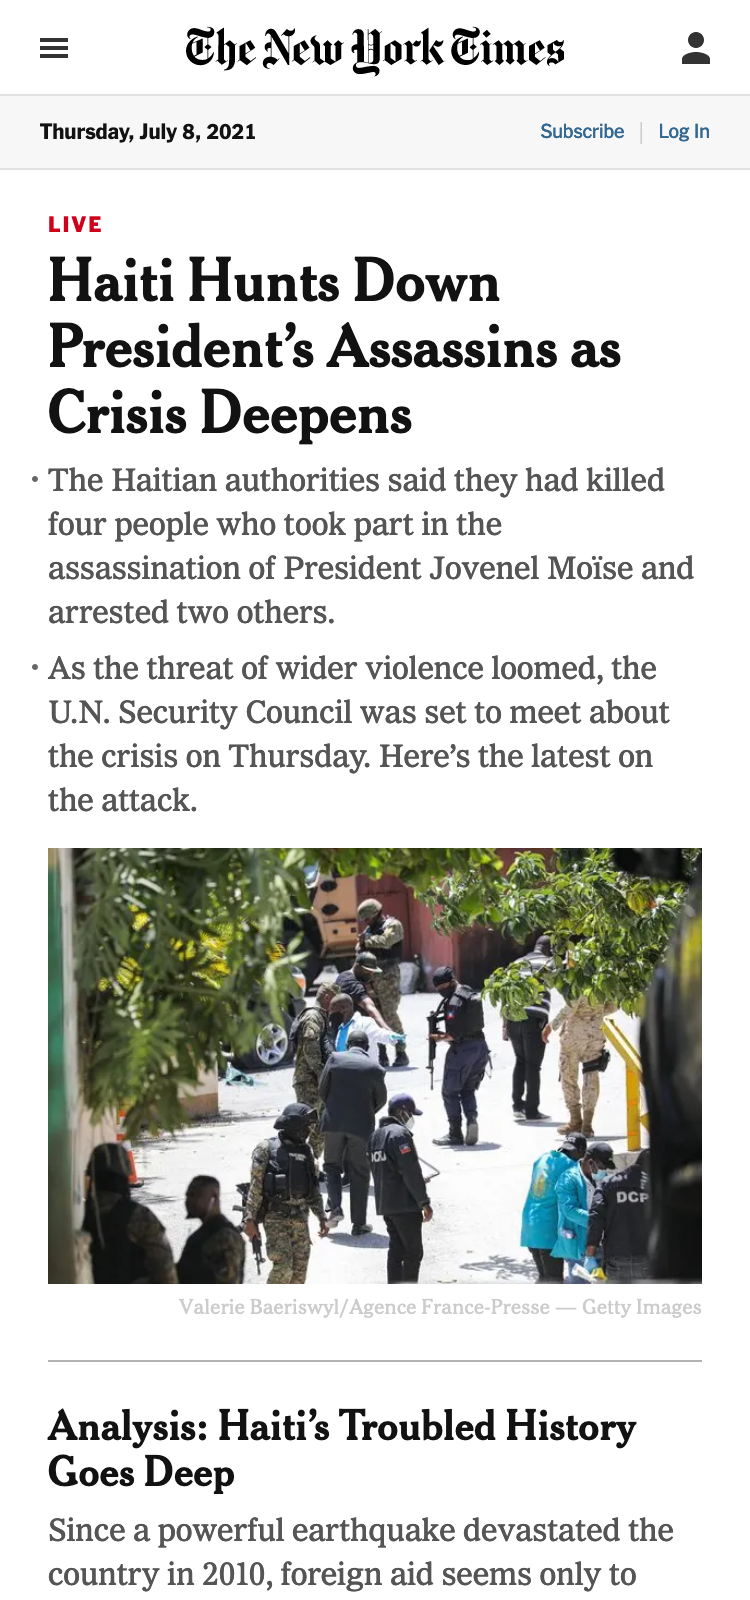 The New York Times
Thursday, July 8, 2021
Subscribe | Log In
LIVE
Haiti Hunts Down
President’s Assassins as
Crisis Deepens
· The Haitian authorities said they had killed
four people who took part in the
assassination of President Jovenel Moïse and
arrested two others.
· As the threat of wider violence loomed, the
U.N. Security Council was set to meet about
the crisis on Thursday. Here’s the latest on
the attack.
DCP
Valerie Baeriswyl/Agence France-Presse — Getty Images
Analysis: Haiti’s Troubled History
Goes Deep
Since a powerful earthquake devastated the
country in 2010, foreign aid seems only to